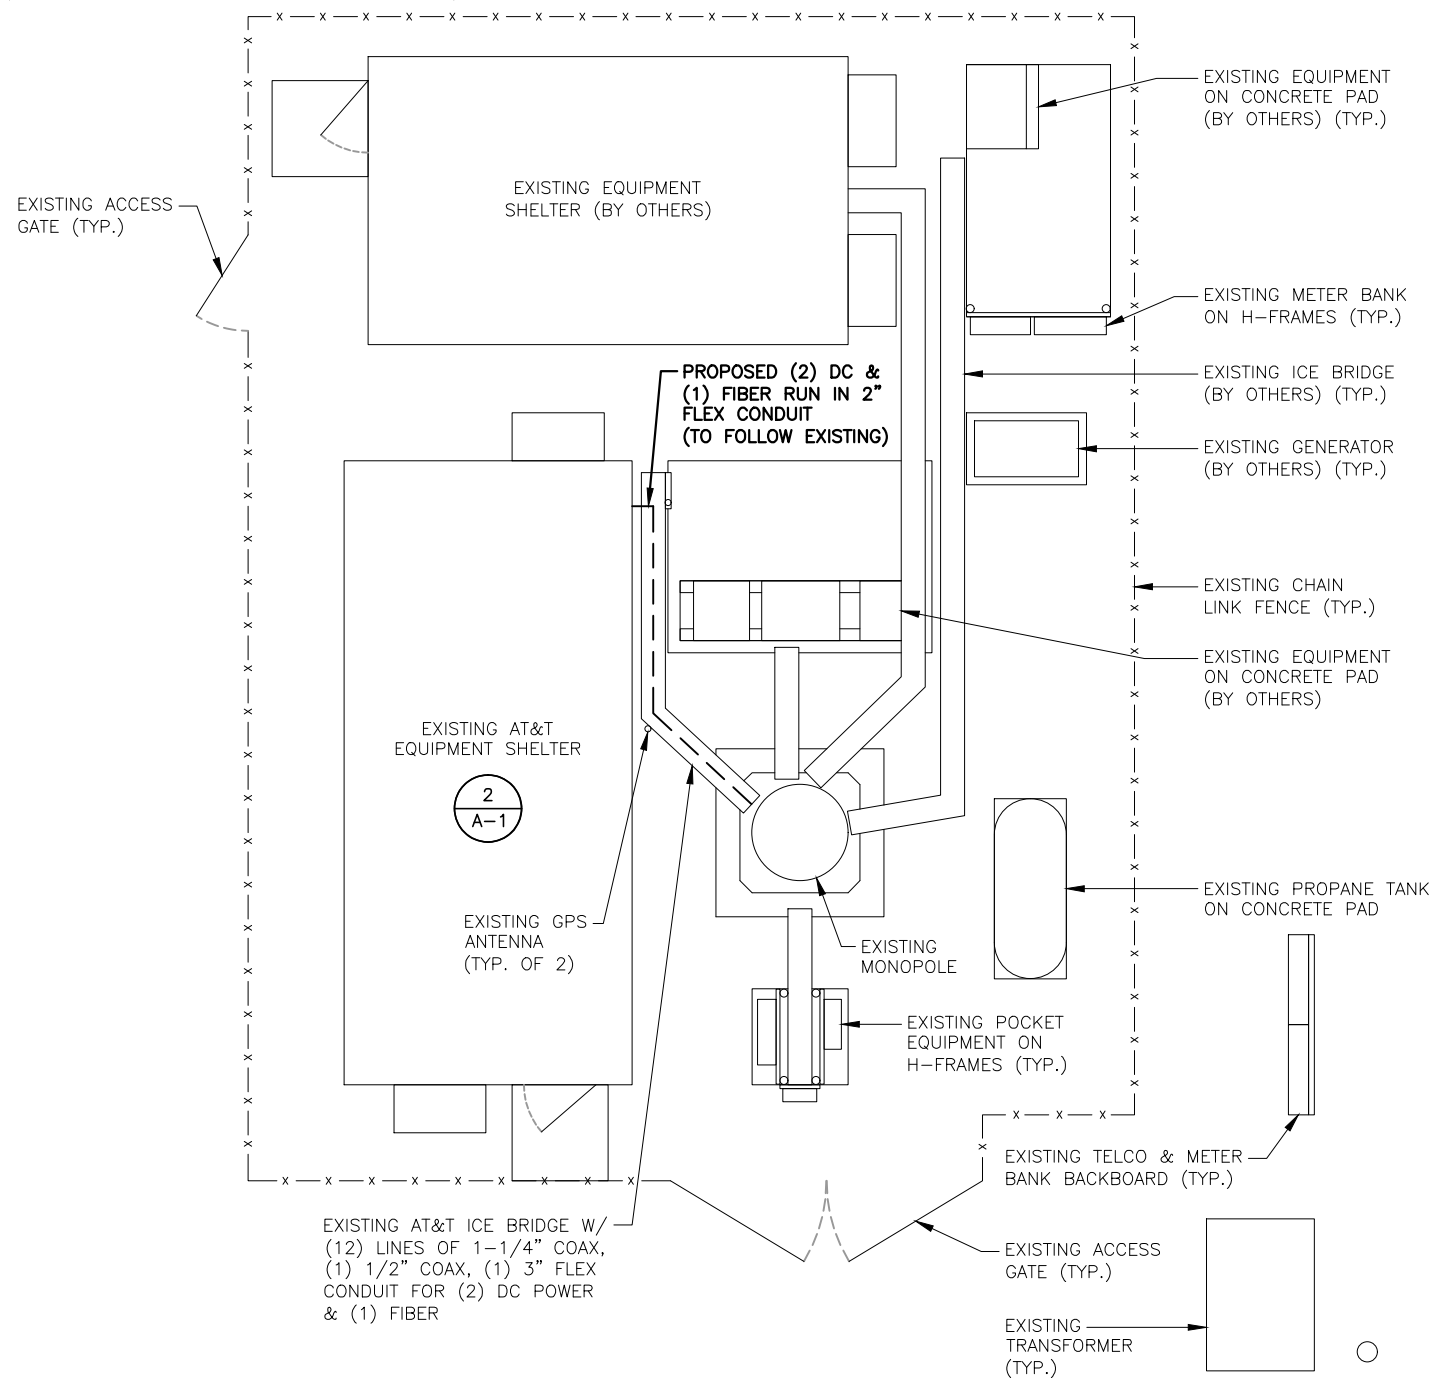 EXISTING EQUIPMENT
ON CONCRETE PAD
(BY OTHERS) (TYP.)
EXISTING EQUIPMENT
SHELTER (BY OTHERS)
EXISTING ACCESS
GATE (TYP.)
EXISTING METER BANK
ON H-FRAMES (TYP.)
PROPOSED (2) DC &
(1) FIBER RUN IN 2"
FLEX CONDUIT
(TO FOLLOW EXISTING)
EXISTING ICE BRIDGE
(BY OTHERS) (TYP.)
EXISTING GENERATOR
(BY OTHERS) (TYP.)
EXISTING CHAIN
LINK FENCE (TYP.)
EXISTING EQUIPMENT
ON CONCRETE PAD
(BY OTHERS)
EXISTING AT&T
EQUIPMENT SHELTER
2
A-1
EXISTING PROPANE TANK
ON CONCRETE PAD
EXISTING GPS
ANTENNA
(TYP. OF 2)
EXISTING
MONOPOLE
EXISTING POCKET
EQUIPMENT ON
H-FRAMES (TYP.)
EXISTING TELCO & METER
BANK BACKBOARD (TYP.)
EXISTING AT&T ICE BRIDGE W/
(12) LINES OF 1-1/4" COAX,
(1) 1/2" COAX, (1) 3" FLEX
CONDUIT FOR (2) DC POWER
& (1) FIBER
EXISTING ACCESS
GATE (TYP.)
EXISTING
TRANSFORMER
(TYP.)